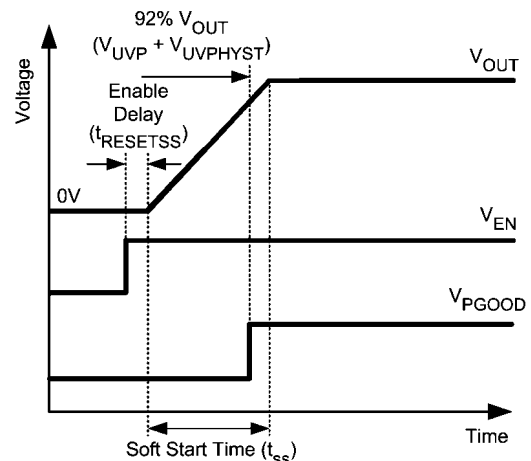 92% VOUT
(VUVP + VUVPHYST)
VOUT
Enable
Delay
(tRESETSS)
Voltage
0V
VEN
VPGOOD
Time
Soft Start Time (tss)